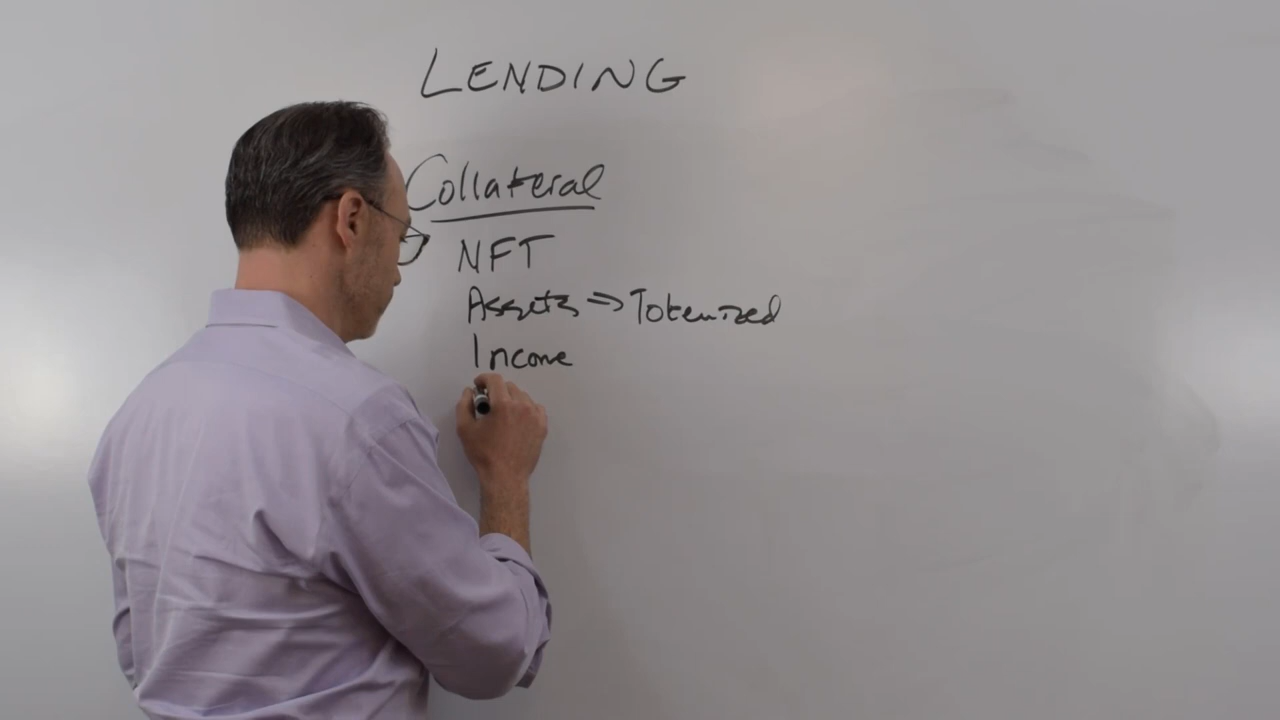 LENDING
Collateral
NFT
Assets => Tokenized
Income